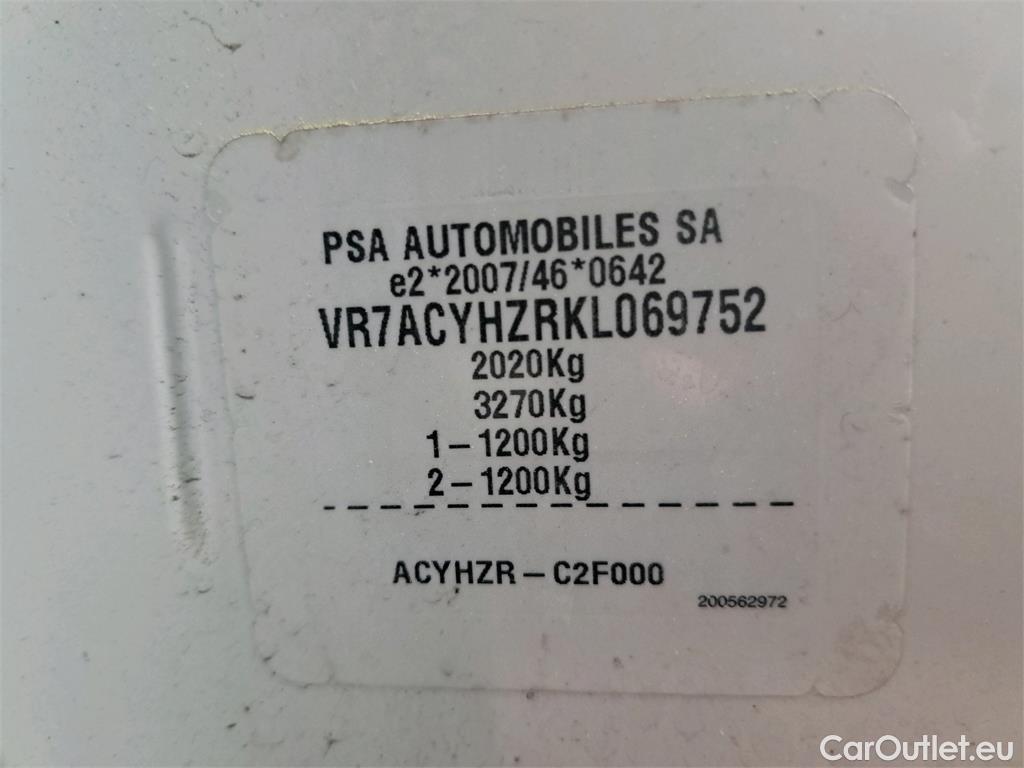 PSA AUTOMOBILES SA
e2*2007/46*0642
VR7ACYHZRKL069752
2020Kg
3270Kg
1-1200Kg
2-1200Kg
ACYHZR-C2F000
200562972
CarOutlet.eu